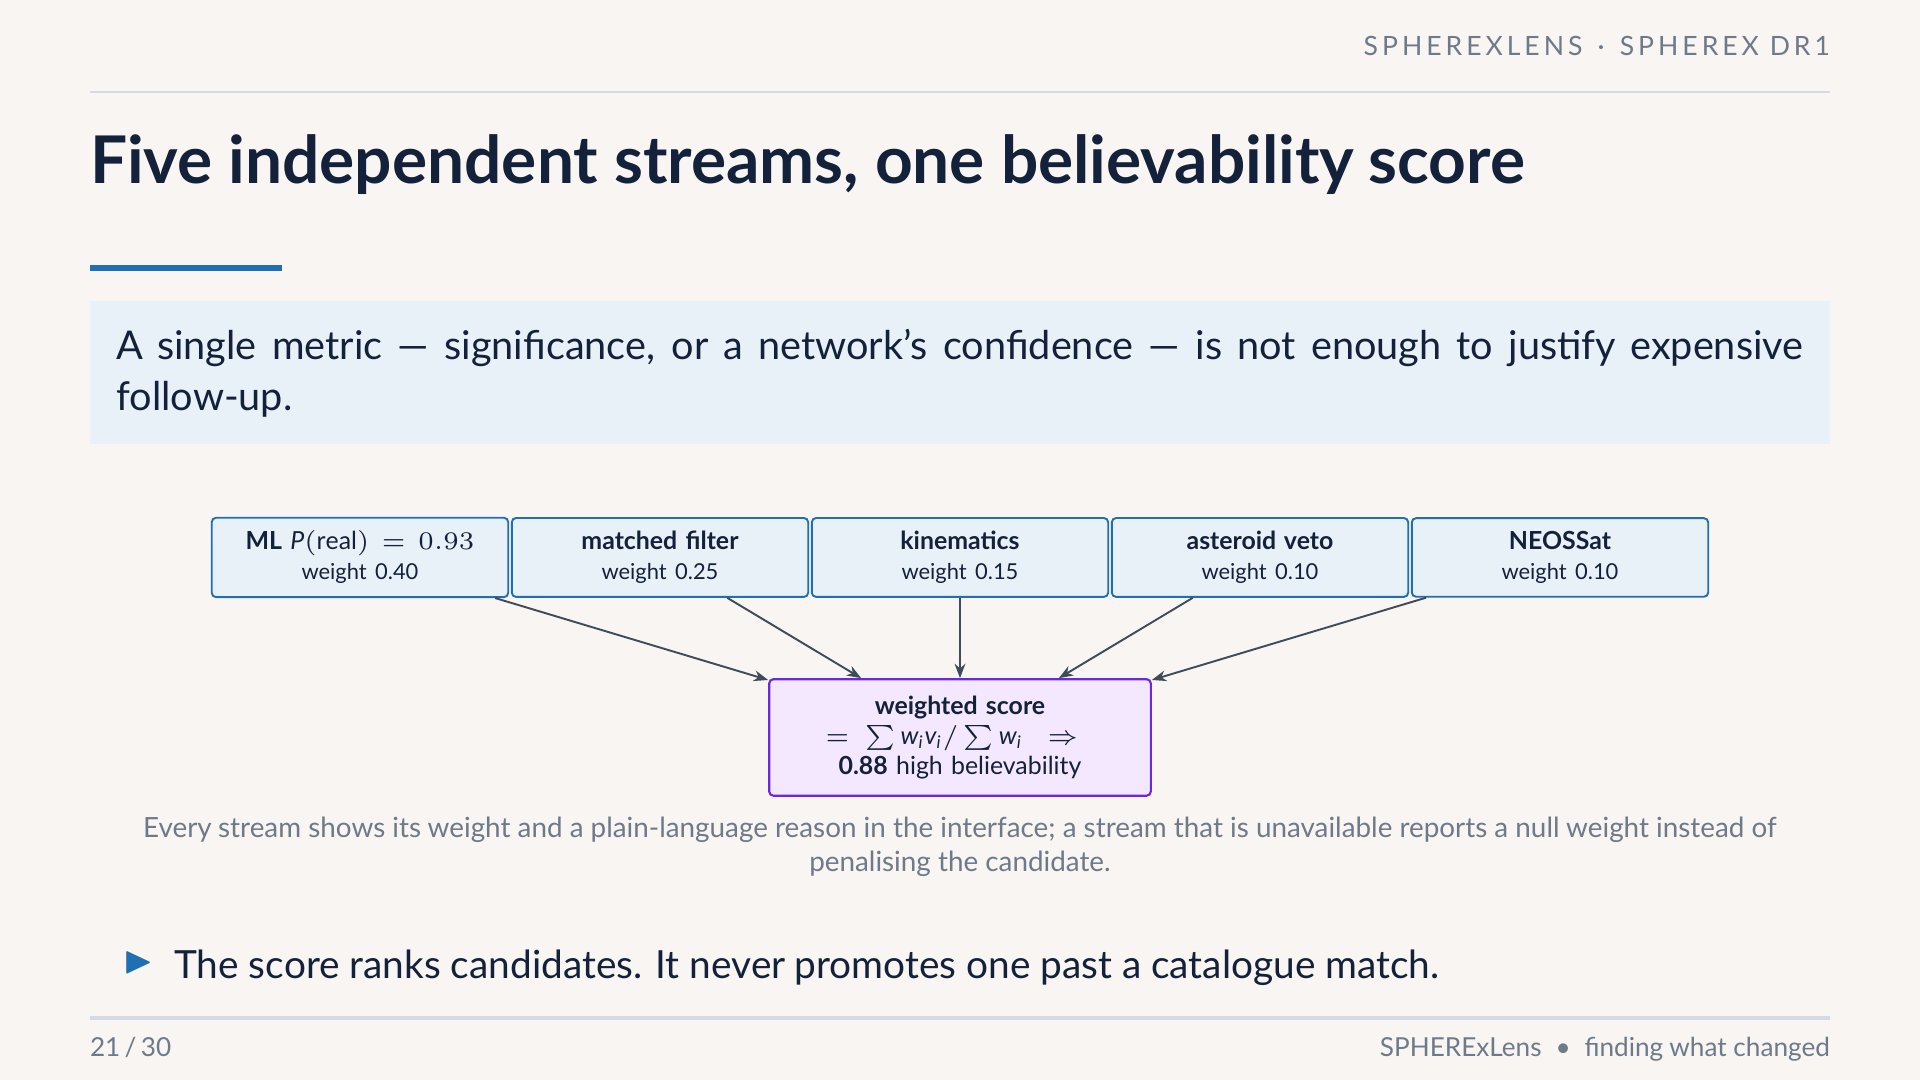 SPHEREXLENS · SPHEREX DR1
Five independent streams, one believability score
A single metric — significance, or a network's confidence — is not enough to justify expensive
follow-up.
ML P(real) = 0.93
weight 0.40
matched filter
weight 0.25
kinematics
weight 0.15
asteroid veto
weight 0.10
NEOSSat
weight 0.10
weighted score
= ∑ wᵢvᵢ / ∑ wᵢ ⇒
0.88 high believability
Every stream shows its weight and a plain-language reason in the interface; a stream that is unavailable reports a null weight instead of
penalising the candidate.
▶ The score ranks candidates. It never promotes one past a catalogue match.
21 / 30
SPHERExLens • finding what changed